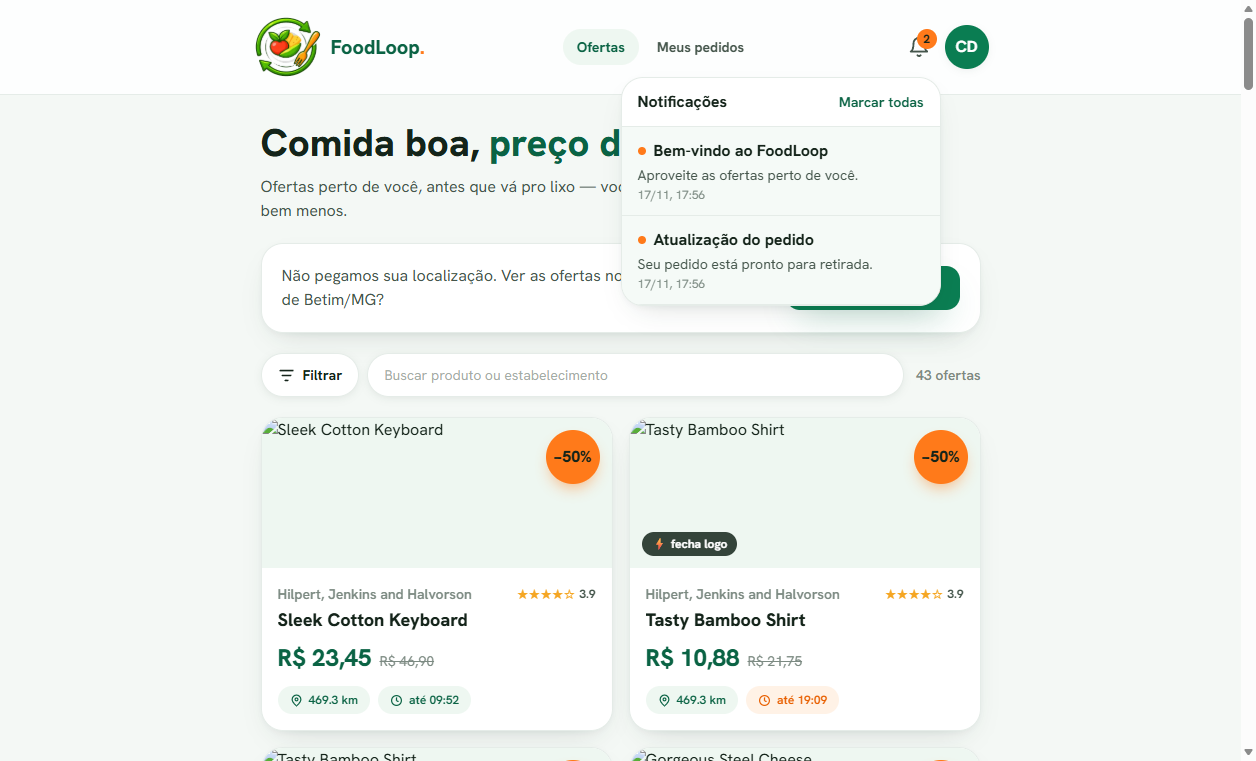 FoodLoop.
Ofertas
Meus pedidos
2
CD
Notificações
Marcar todas
Bem-vindo ao FoodLoop
Aproveite as ofertas perto de você.
17/11, 17:56
Atualização do pedido
Seu pedido está pronto para retirada.
17/11, 17:56
Comida boa, preço d
Ofertas perto de você, antes que vá pro lixo — voc
bem menos.
Não pegamos sua localização. Ver as ofertas no
de Betim/MG?
Filtrar
Buscar produto ou estabelecimento
43 ofertas
Sleek Cotton Keyboard
−50%
Hilpert, Jenkins and Halvorson
★★★★☆ 3.9
Sleek Cotton Keyboard
R$ 23,45 R$ 46,90
469.3 km
até 09:52
Tasty Bamboo Shirt
−50%
fecha logo
Hilpert, Jenkins and Halvorson
★★★★☆ 3.9
Tasty Bamboo Shirt
R$ 10,88 R$ 21,75
469.3 km
até 19:09
Tasty Bamboo Shirt
Gorgeous Steel Cheese